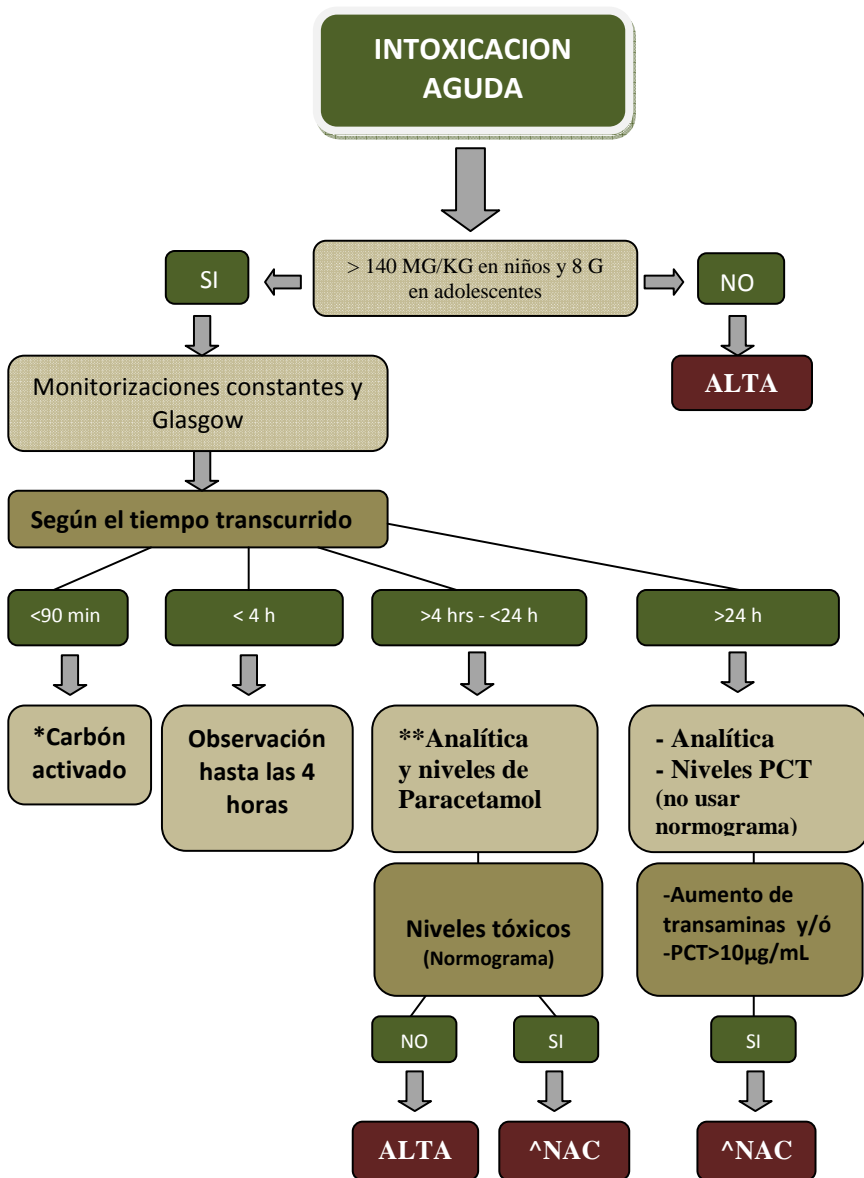 INTOXICACION
AGUDA
> 140 MG/KG en niños y 8 G
en adolescentes
SI
NO
ALTA
Monitorizaciones constantes y
Glasgow
Según el tiempo transcurrido
<90 min
< 4 h
>4 hrs - <24 h
>24 h
*Carbón
activado
Observación
hasta las 4
horas
**Analítica
y niveles de
Paracetamol
- Analítica
- Niveles PCT
(no usar
normograma)
Niveles tóxicos
(Normograma)
-Aumento de
transaminas y/ó
-PCT>10µg/mL
NO
SI
SI
ALTA
^NAC
^NAC